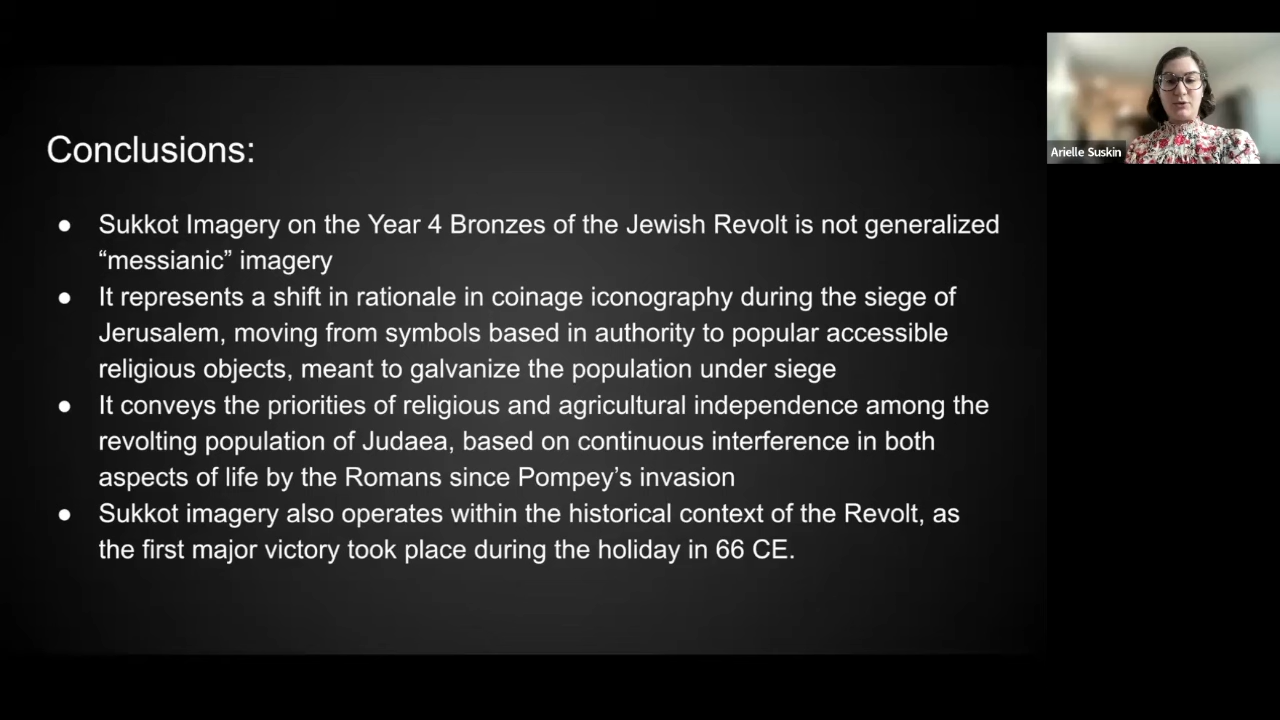 Conclusions:
● Sukkot Imagery on the Year 4 Bronzes of the Jewish Revolt is not generalized
“messianic” imagery
● It represents a shift in rationale in coinage iconography during the siege of
Jerusalem, moving from symbols based in authority to popular accessible
religious objects, meant to galvanize the population under siege
● It conveys the priorities of religious and agricultural independence among the
revolting population of Judaea, based on continuous interference in both
aspects of life by the Romans since Pompey’s invasion
● Sukkot imagery also operates within the historical context of the Revolt, as
the first major victory took place during the holiday in 66 CE.
Arielle Suskin